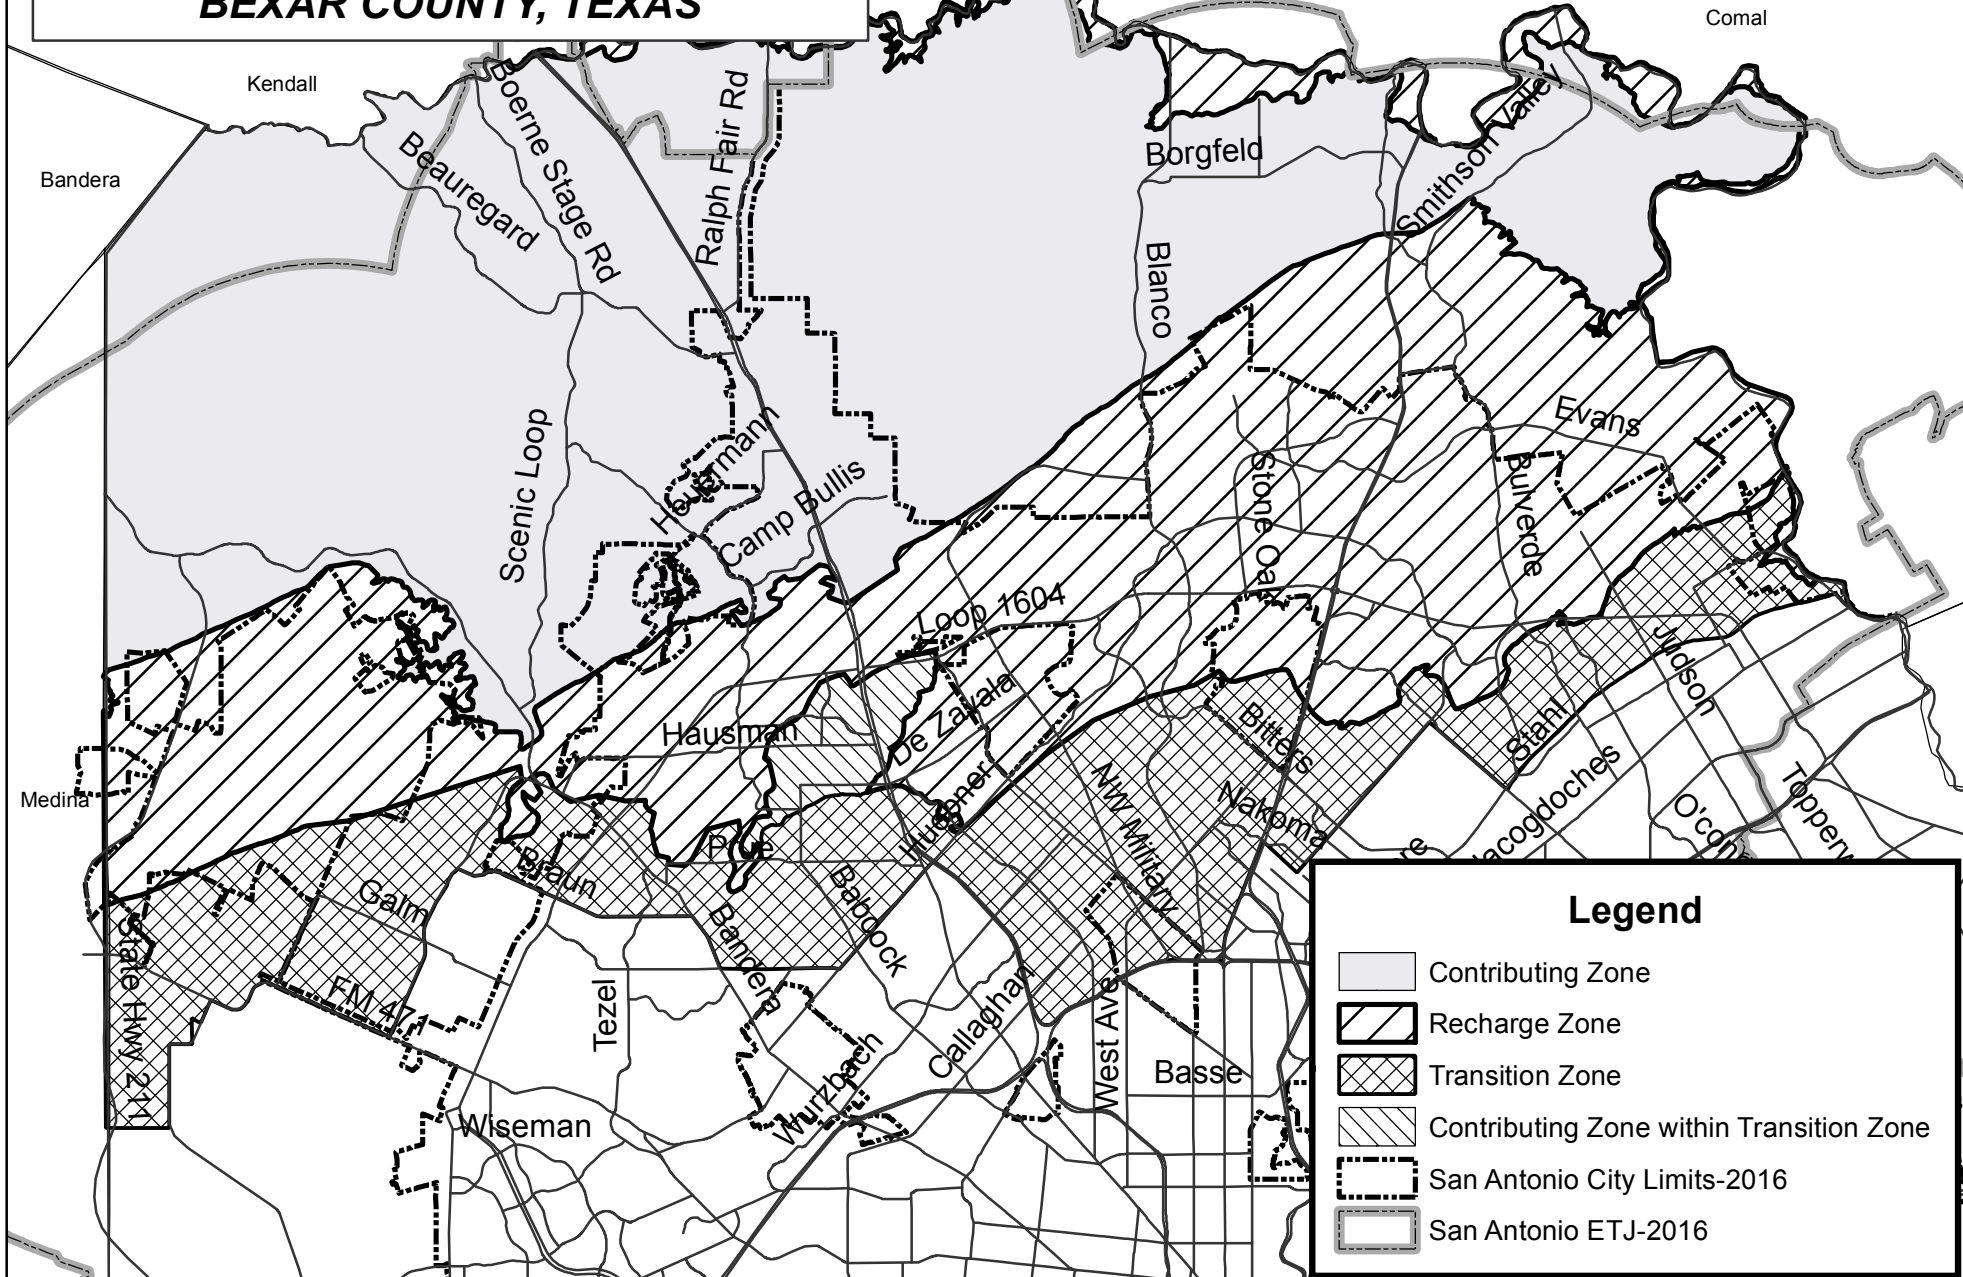 BEXAR COUNTY, TEXAS
Comal
Kendall
Bandera
Medina
Boerne Stage Rd
Beauregard
Ralph Fair Rd
Borgfeld
Smithson Valley
Blanco
Scenic Loop
Heuermann
Camp Bullis
Evans
Stone Oak
Bulverde
Loop 1604
Hausman
De Zavala
Huebner
Bitters
Stahl
Judson
Nakoma
NW Military
Nacogdoches
O'con
Topperw
Braun
Galm
Babcock
Bandera
State Hwy 211
FM 471
Tezel
Callaghan
West Ave
Basse
Wurzbach
Wiseman
Legend
Contributing Zone
Recharge Zone
Transition Zone
Contributing Zone within Transition Zone
San Antonio City Limits-2016
San Antonio ETJ-2016